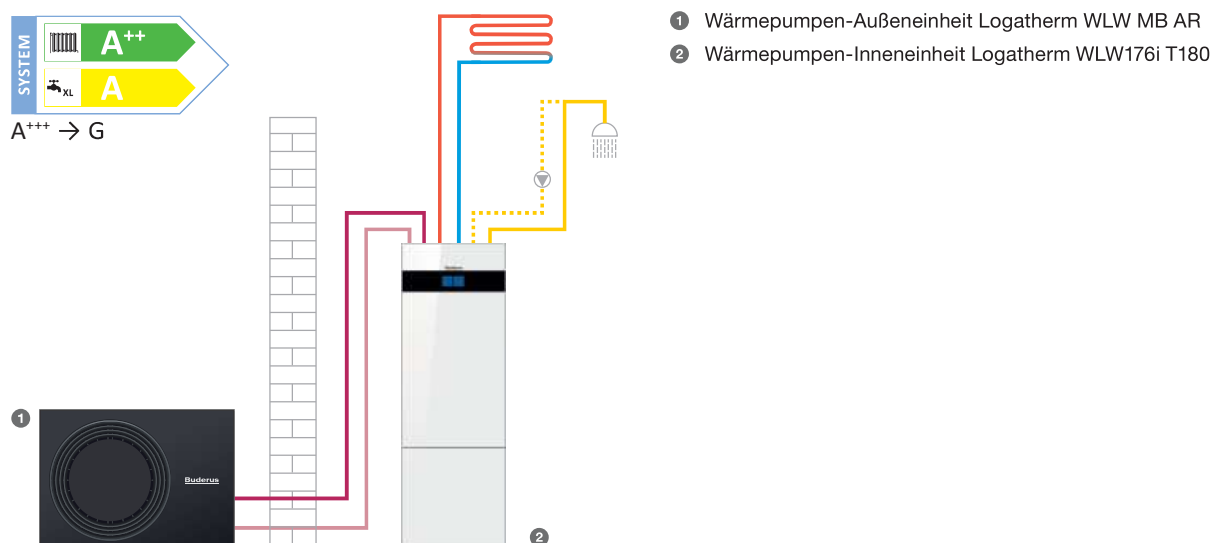 SYSTEM
A++
XL
A
A+++ → G
1 Wärmepumpen-Außeneinheit Logatherm WLW MB AR
2 Wärmepumpen-Inneneinheit Logatherm WLW176i T180
Buderus
1
Buderus
2